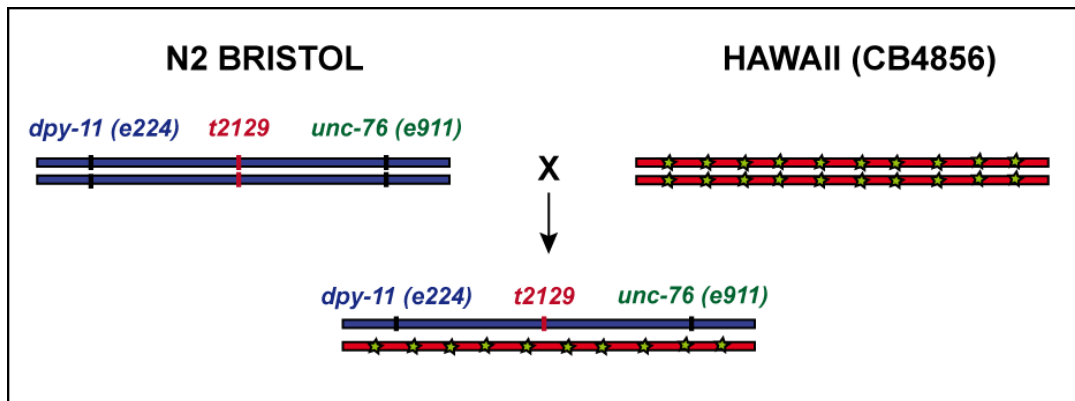 N2 BRISTOL HAWAII (CB4856)
dpy-11 (e224) t2129 unc-76 (e911)
X
dpy-11 (e224) t2129 unc-76 (e911)